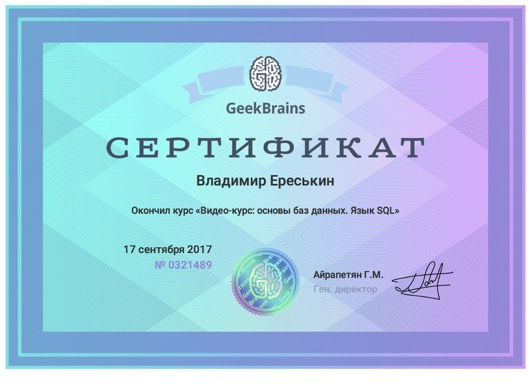 GeekBrains
СЕРТИФИКАТ
Владимир Ереськин
Окончил курс «Видео-курс: основы баз данных. Язык SQL»
17 сентября 2017
№ 0321489
Айрапетян Г.М.
Ген. директор